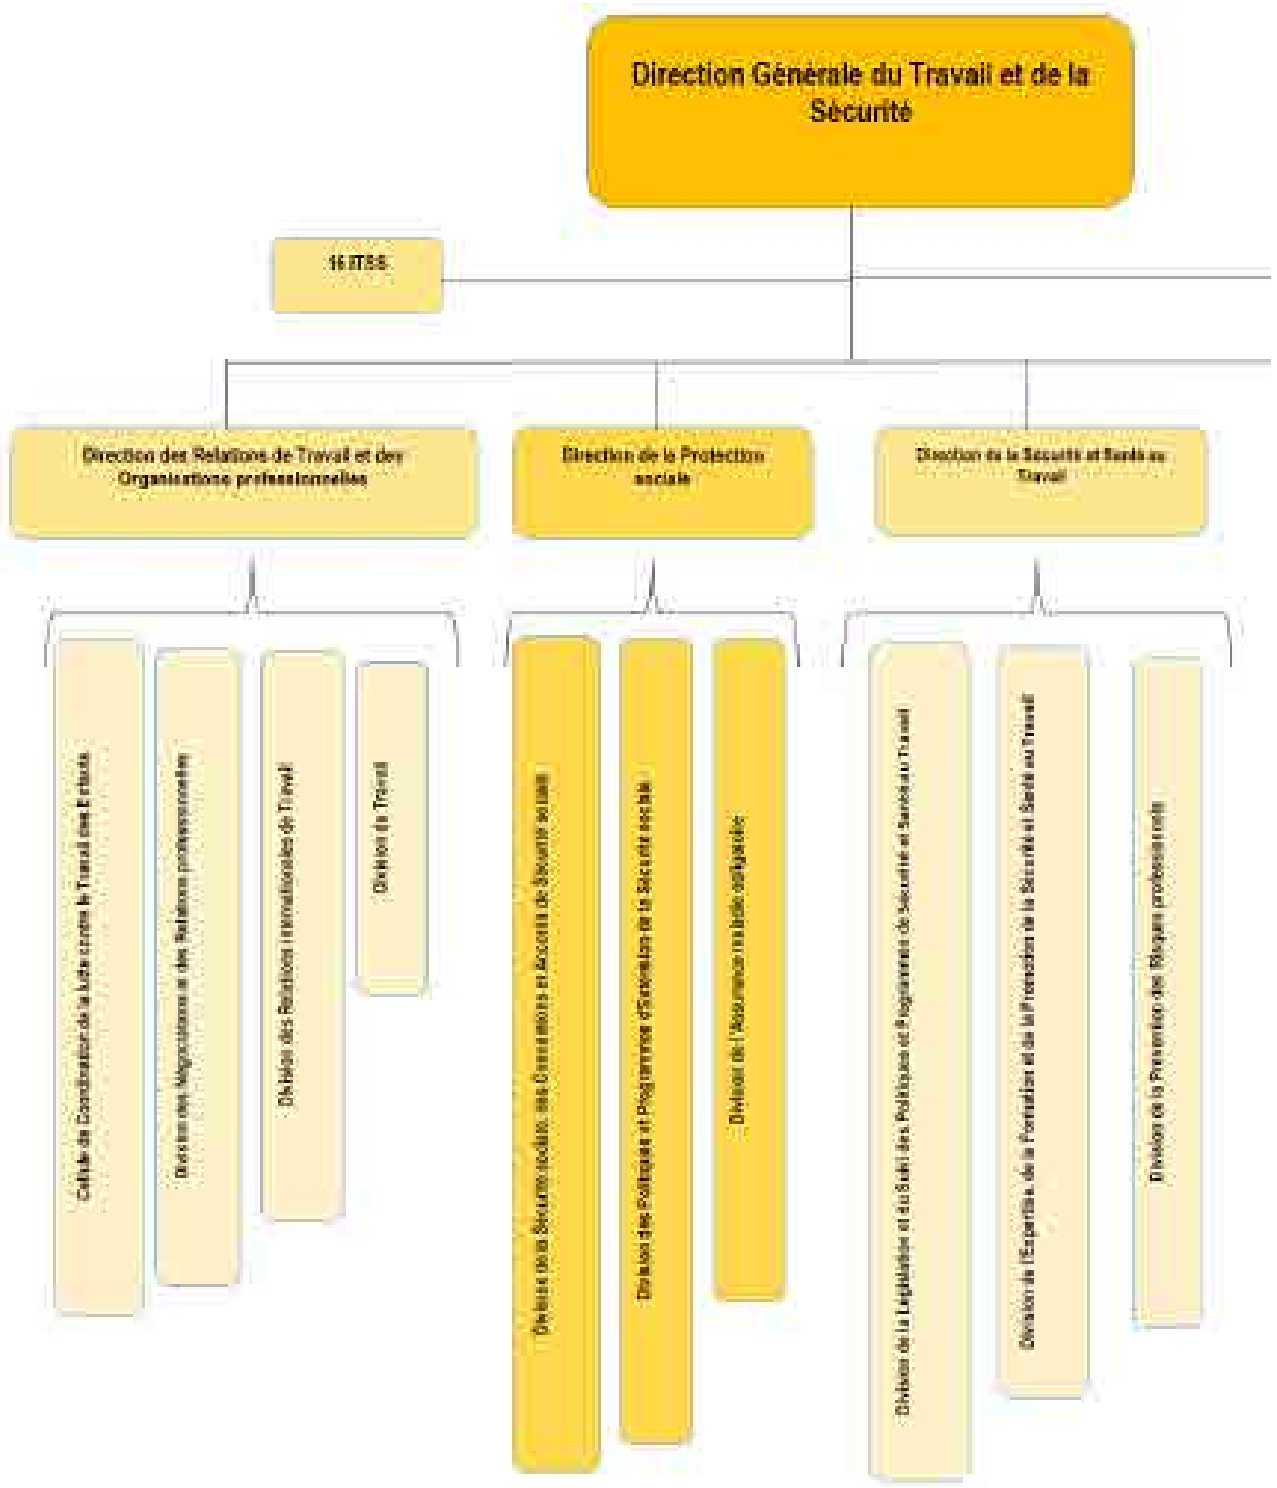 Direction Générale du Travail et de la
Sécurité
16 ITSS
Direction des Relations de Travail et des
Organisations professionnelles
Direction de la Protection
sociale
Direction de la Sécurité et Santé au
Travail
Cellule de Coordination de la lutte contre le Travail des Enfants
Division des Négociations et des Relations professionnelles
Division des Relations internationales de Travail
Division du Travail
Division de la Sécurité sociale, des Conventions et Accords de Sécurité sociale
Division des Politiques et Programmes d'Extension de la Sécurité sociale
Division de l'Assurance maladie obligatoire
Division de la Législation et du Suivi des Politiques et Programmes de Sécurité et Santé au Travail
Division de l'Expertise, de la Formation et de la Promotion de la Sécurité et Santé au Travail
Division de la Prévention des Risques professionnels